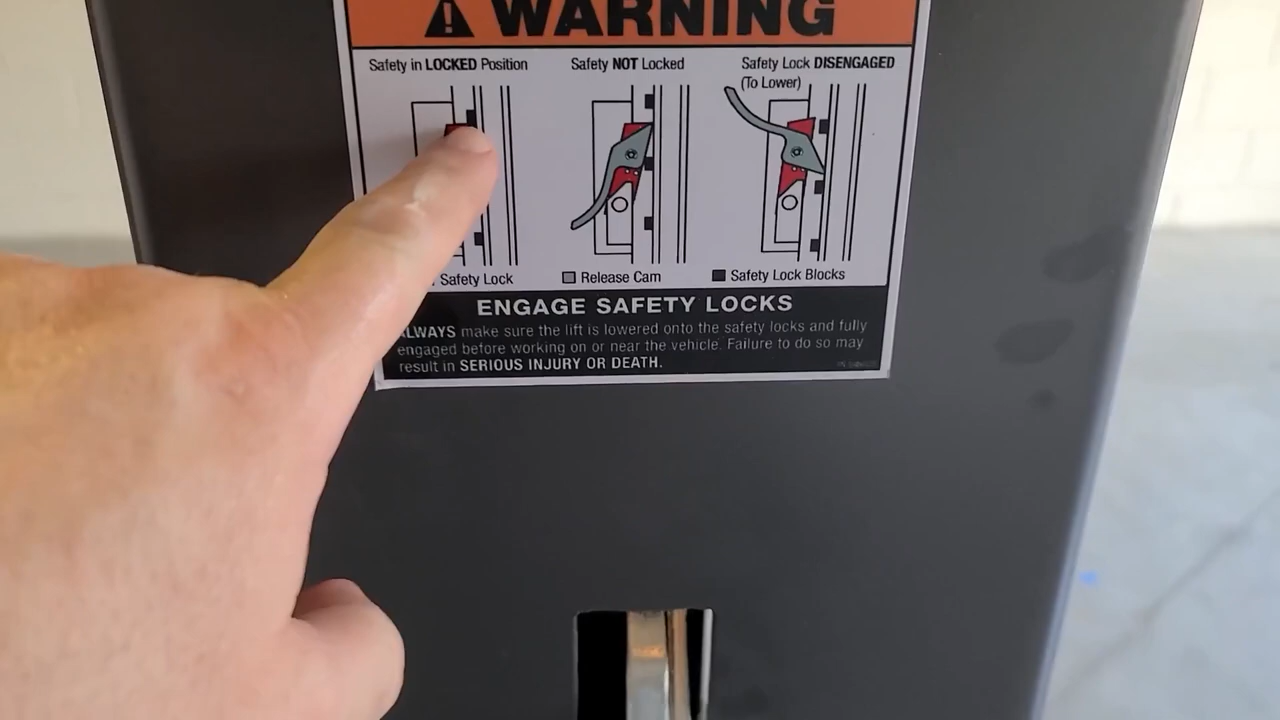 WARNING
Safety in LOCKED Position
Safety NOT Locked
Safety Lock DISENGAGED
(To Lower)
Safety Lock
Release Cam
Safety Lock Blocks
ENGAGE SAFETY LOCKS
ALWAYS make sure the lift is lowered onto the safety locks and fully
engaged before working on or near the vehicle. Failure to do so may
result in SERIOUS INJURY OR DEATH.